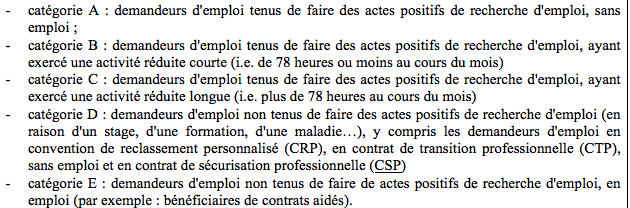 - catégorie A : demandeurs d'emploi tenus de faire des actes positifs de recherche d'emploi, sans
emploi ;
- catégorie B : demandeurs d'emploi tenus de faire des actes positifs de recherche d'emploi, ayant
exercé une activité réduite courte (i.e. de 78 heures ou moins au cours du mois)
- catégorie C : demandeurs d'emploi tenus de faire des actes positifs de recherche d'emploi, ayant
exercé une activité réduite longue (i.e. plus de 78 heures au cours du mois)
- catégorie D : demandeurs d'emploi non tenus de faire des actes positifs de recherche d'emploi (en
raison d'un stage, d'une formation, d'une maladie…), y compris les demandeurs d'emploi en
convention de reclassement personnalisé (CRP), en contrat de transition professionnelle (CTP),
sans emploi et en contrat de sécurisation professionnelle (CSP)
- catégorie E : demandeurs d'emploi non tenus de faire de actes positifs de recherche d'emploi, en
emploi (par exemple : bénéficiaires de contrats aidés).